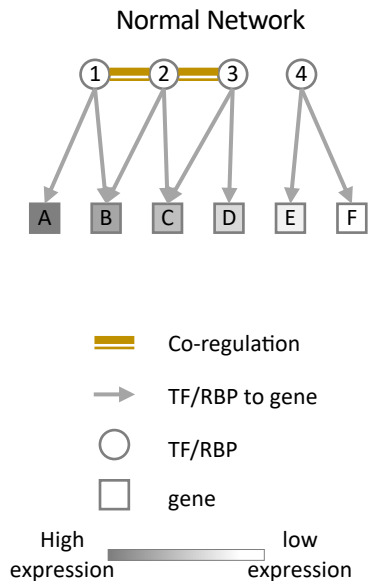 Normal Network
1 2 3 4
A B C D E F
Co-regulation
TF/RBP to gene
TF/RBP
gene
High low
expression expression